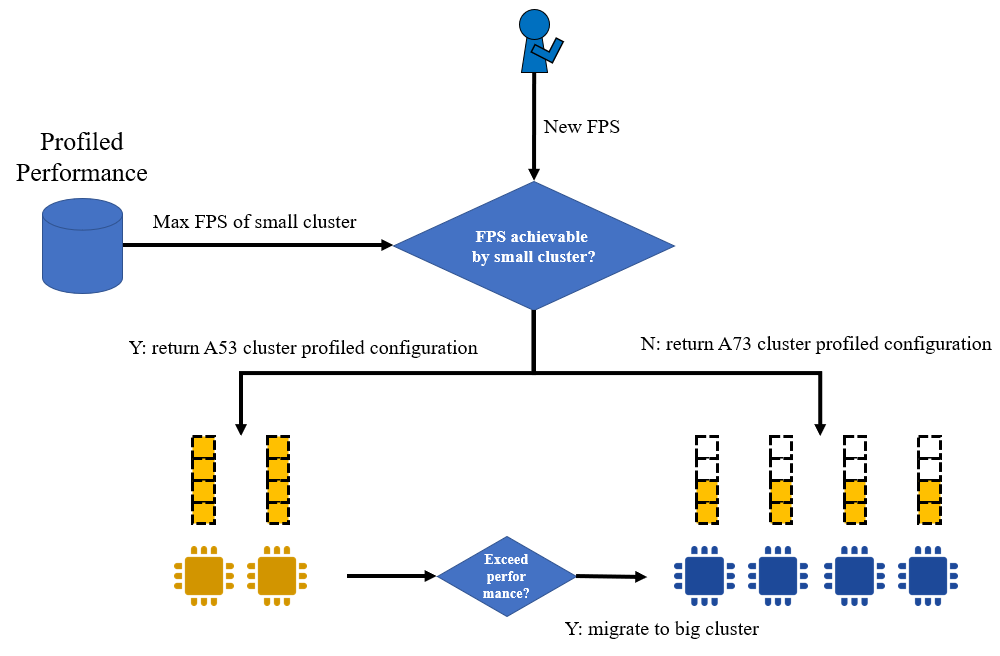 New FPS
Profiled
Performance
Max FPS of small cluster
FPS achievable
by small cluster?
Y: return A53 cluster profiled configuration
N: return A73 cluster profiled configuration
Exceed
perfor
mance?
Y: migrate to big cluster